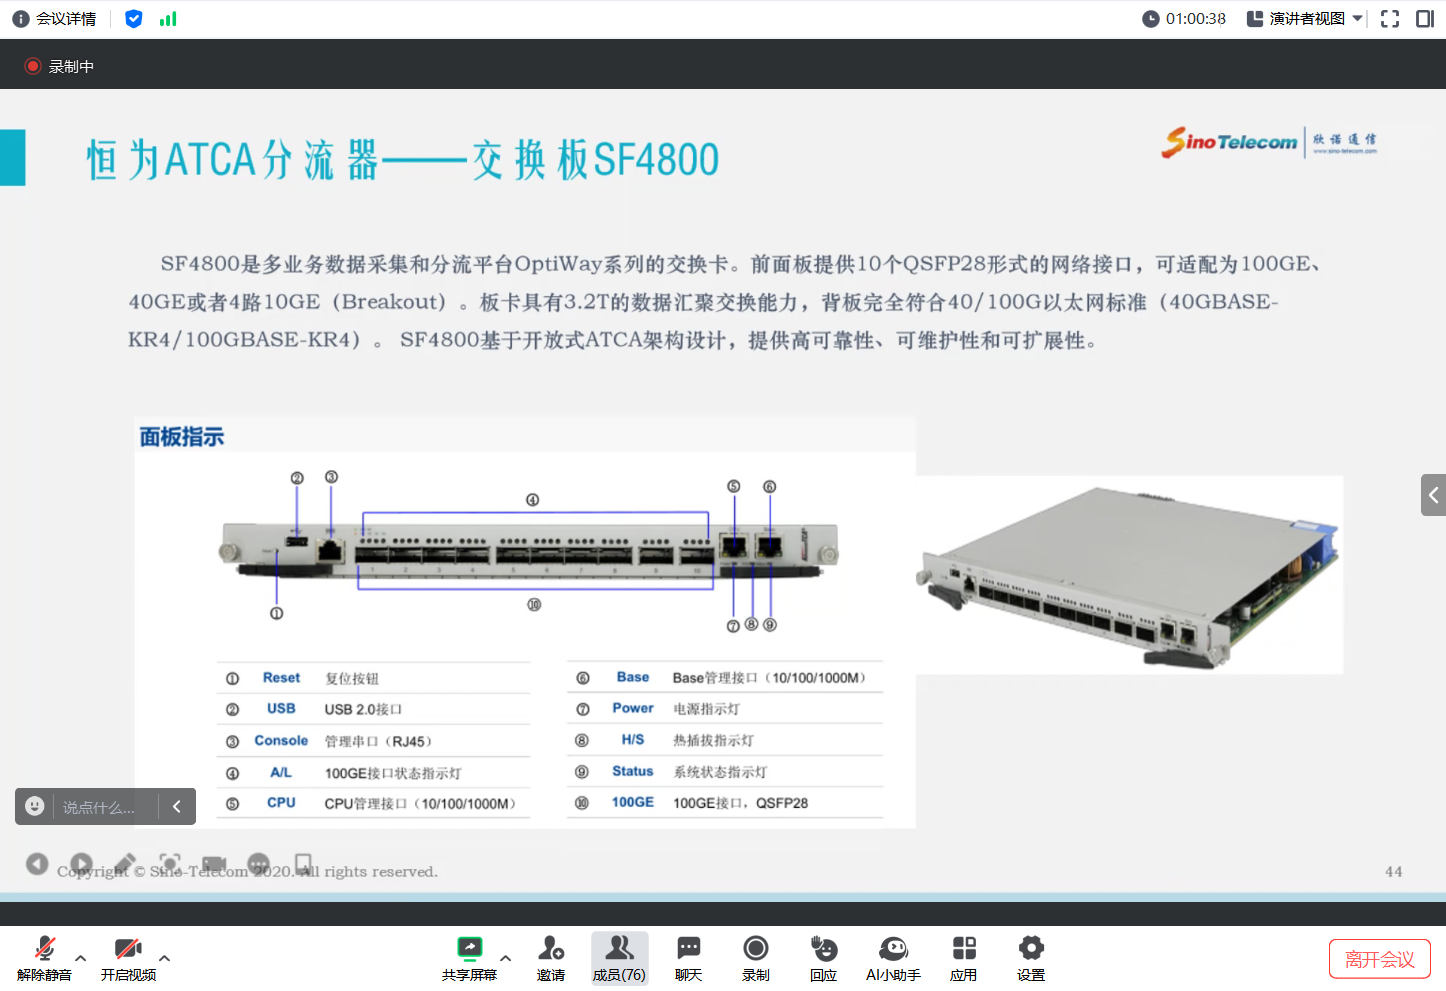 会议详情
01:00:38
演讲者视图
录制中
恒为ATCA分流器——交换板SF4800
SinoTelecom 欣诺通信
www.sino-telecom.com
SF4800是多业务数据采集和分流平台OptiWay系列的交换卡。前面板提供10个QSFP28形式的网络接口，可适配为100GE、
40GE或者4路10GE（Breakout）。板卡具有3.2T的数据汇聚交换能力，背板完全符合40/100G以太网标准（40GBASE-
KR4/100GBASE-KR4）。 SF4800基于开放式ATCA架构设计，提供高可靠性、可维护性和可扩展性。
面板指示
② ③ ④ ⑤ ⑥
1 2 3 4 5 6 7 8 9 10
① ⑩ ⑦ ⑧ ⑨
① Reset 复位按钮
② USB USB 2.0接口
③ Console 管理串口（RJ45）
④ A/L 100GE接口状态指示灯
⑤ CPU CPU管理接口（10/100/1000M）
⑥ Base Base管理接口（10/100/1000M）
⑦ Power 电源指示灯
⑧ H/S 热插拔指示灯
⑨ Status 系统状态指示灯
⑩ 100GE 100GE接口，QSFP28
说点什么...
Copyright © Sino-Telecom 2020. All rights reserved.
44
解除静音
开启视频
共享屏幕
邀请
成员(76)
聊天
录制
回应
AI小助手
应用
设置
离开会议